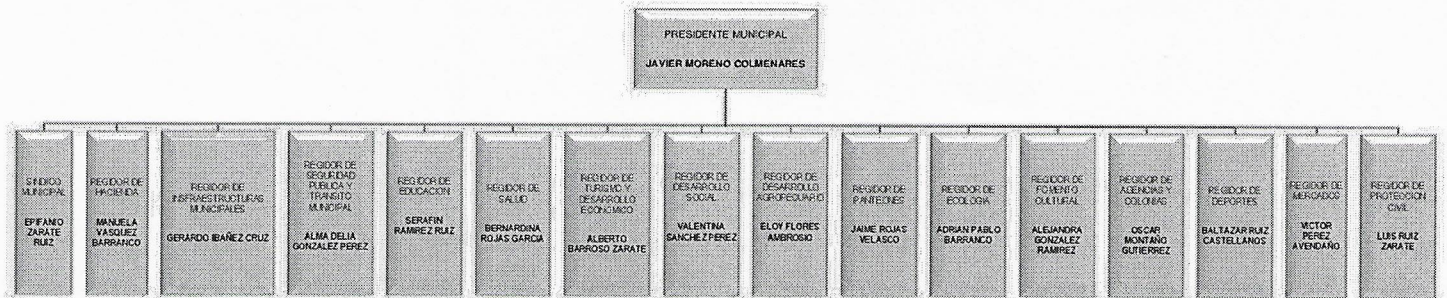 PRESIDENTE MUNICIPAL
JAVIER MORENO COLMENARES
SINDICO
MUNICIPAL
EPIFANIO
ZARATE
RUIZ
REGIDOR DE
HACIENDA
MANUELA
VASQUEZ
BARRANCO
REGIDOR DE
INSFRAESTRUCTURAS
MUNICIPALES
GERARDO IBAÑEZ CRUZ
REGIDOR DE
SEGURIDAD
PUBLICA Y
TRANSITO
MUNICIPAL
ALMA DELIA
GONZALEZ PEREZ
REGIDOR DE
EDUCACION
SERAFIN
RAMIREZ RUIZ
REGIDOR DE
SALUD
BERNARDINA
ROJAS GARCIA
REGIDOR DE
TURISMO Y
DESARROLLO
ECONOMICO
ALBERTO
BARROSO ZARATE
REGIDOR DE
DESARROLLO
SOCIAL
VALENTINA
SANCHEZ PEREZ
REGIDOR DE
DESARROLLO
AGROPECUARIO
ELOY FLORES
AMBROSIO
REGIDOR DE
PANTEONES
JAIME ROJAS
VELASCO
REGIDOR DE
ECOLOGIA
ADRIAN PABLO
BARRANCO
REGIDOR DE
FOMENTO
CULTURAL
ALEJANDRA
GONZALEZ
RAMIREZ
REGIDOR DE
AGENCIAS Y
COLONIAS
OSCAR
MONTAÑO
GUTIERREZ
REGIDOR DE
DEPORTES
BALTAZAR RUIZ
CASTELLANOS
REGIDOR DE
MERCADOS
VICTOR
PEREZ
AVENDAÑO
REGIDOR DE
PROTECCION
CIVIL
LUIS RUIZ
ZARATE